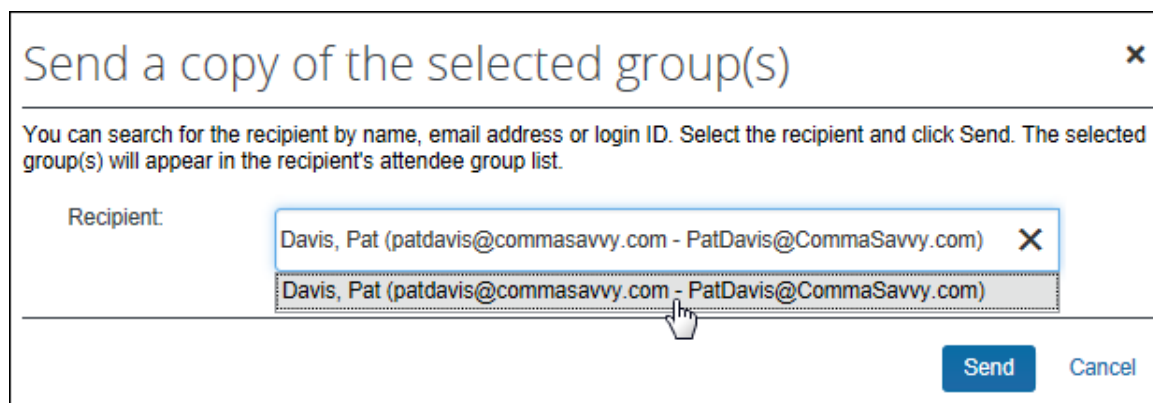 Send a copy of the selected group(s)
You can search for the recipient by name, email address or login ID. Select the recipient and click Send. The selected
group(s) will appear in the recipient's attendee group list.
Recipient:
Davis, Pat (patdavis@commasavvy.com - PatDavis@CommaSavvy.com)
Davis, Pat (patdavis@commasavvy.com - PatDavis@CommaSavvy.com)
Send Cancel